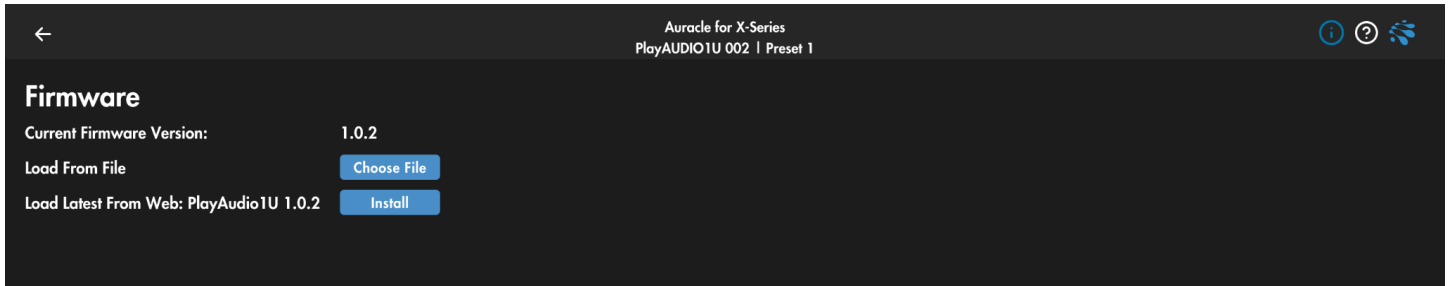 Auracle for X-Series
PlayAUDIO1U 002 | Preset 1
Firmware
Current Firmware Version: 1.0.2
Load From File Choose File
Load Latest From Web: PlayAudio1U 1.0.2 Install